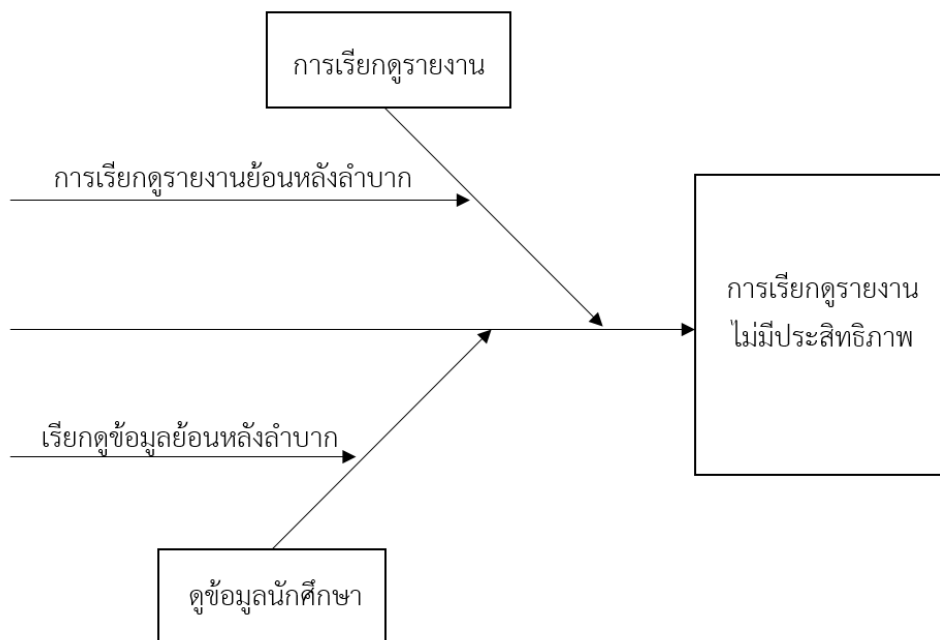 การเรียกดูรายงาน
การเรียกดูรายงานย้อนหลังลำบาก
การเรียกดูรายงาน
ไม่มีประสิทธิภาพ
เรียกดูข้อมูลย้อนหลังลำบาก
ดูข้อมูลนักศึกษา